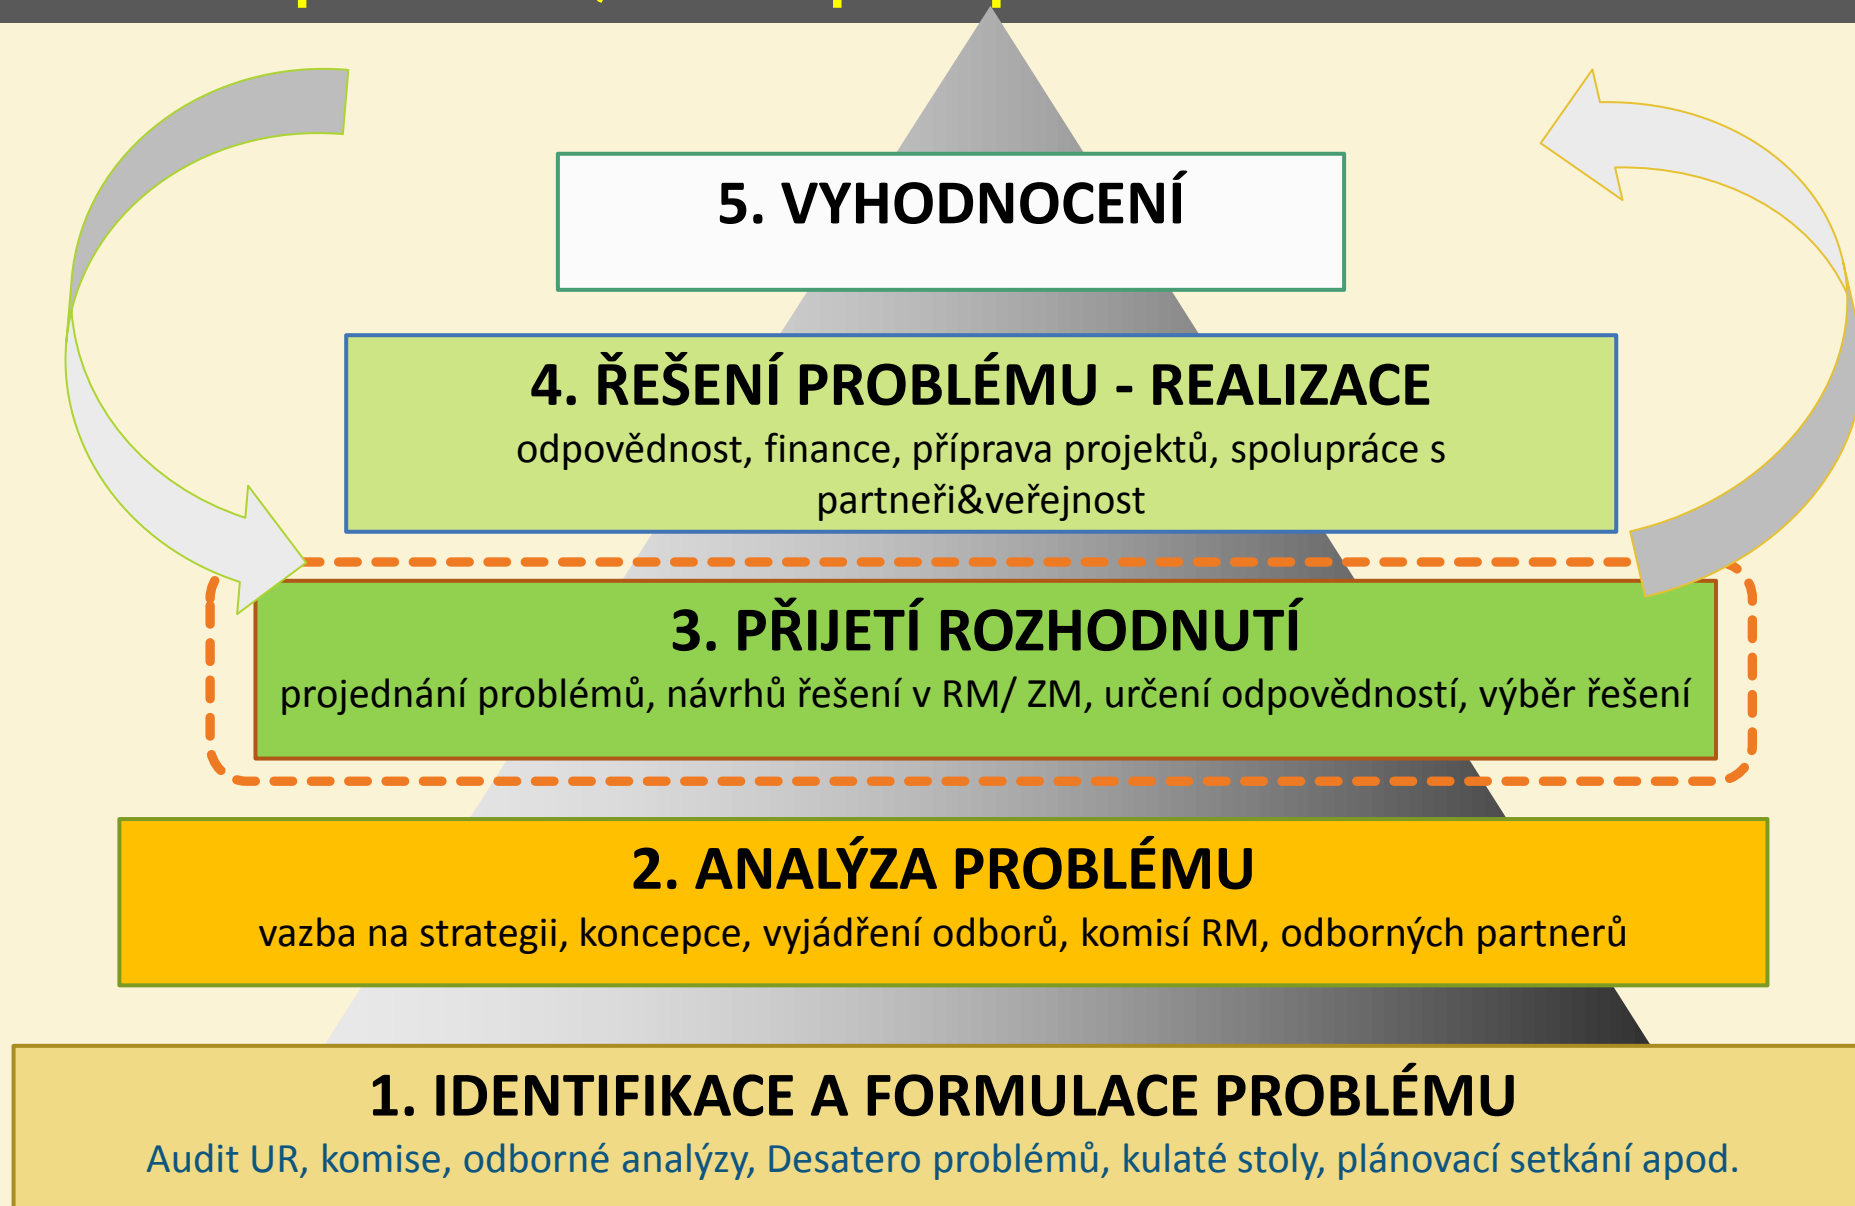 5. VYHODNOCENÍ
4. ŘEŠENÍ PROBLÉMU - REALIZACE
odpovědnost, finance, příprava projektů, spolupráce s
partneři&veřejnost
3. PŘIJETÍ ROZHODNUTÍ
projednání problémů, návrhů řešení v RM/ ZM, určení odpovědností, výběr řešení
2. ANALÝZA PROBLÉMU
vazba na strategii, koncepce, vyjádření odborů, komisí RM, odborných partnerů
1. IDENTIFIKACE A FORMULACE PROBLÉMU
Audit UR, komise, odborné analýzy, Desatero problémů, kulaté stoly, plánovací setkání apod.